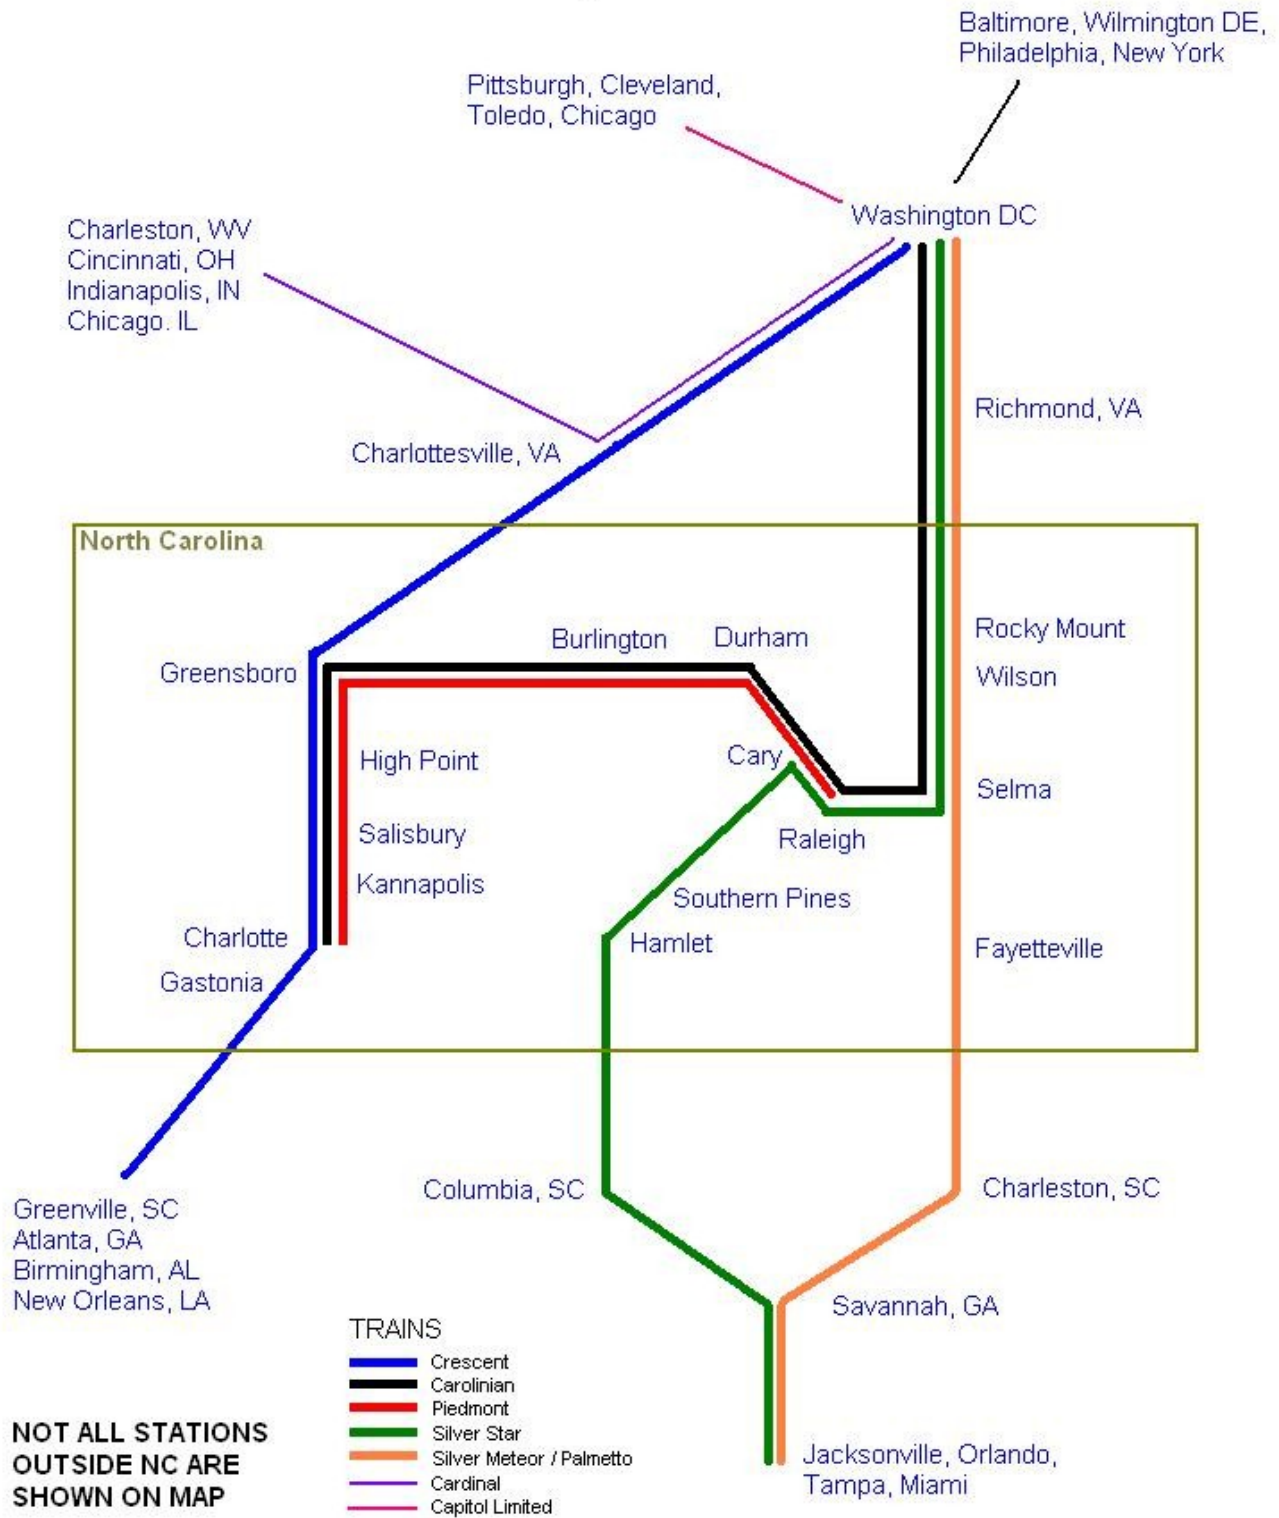 Baltimore, Wilmington DE,
Philadelphia, New York
Pittsburgh, Cleveland,
Toledo, Chicago
Washington DC
Charleston, WV
Cincinnati, OH
Indianapolis, IN
Chicago. IL
Richmond, VA
Charlottesville, VA
North Carolina
Rocky Mount
Burlington
Durham
Greensboro
Wilson
High Point
Cary
Selma
Salisbury
Raleigh
Kannapolis
Southern Pines
Charlotte
Hamlet
Fayetteville
Gastonia
Columbia, SC
Charleston, SC
Greenville, SC
Atlanta, GA
Birmingham, AL
New Orleans, LA
Savannah, GA
TRAINS
Crescent
Carolinian
Piedmont
Silver Star
Silver Meteor / Palmetto
Cardinal
Capitol Limited
NOT ALL STATIONS
OUTSIDE NC ARE
SHOWN ON MAP
Jacksonville, Orlando,
Tampa, Miami